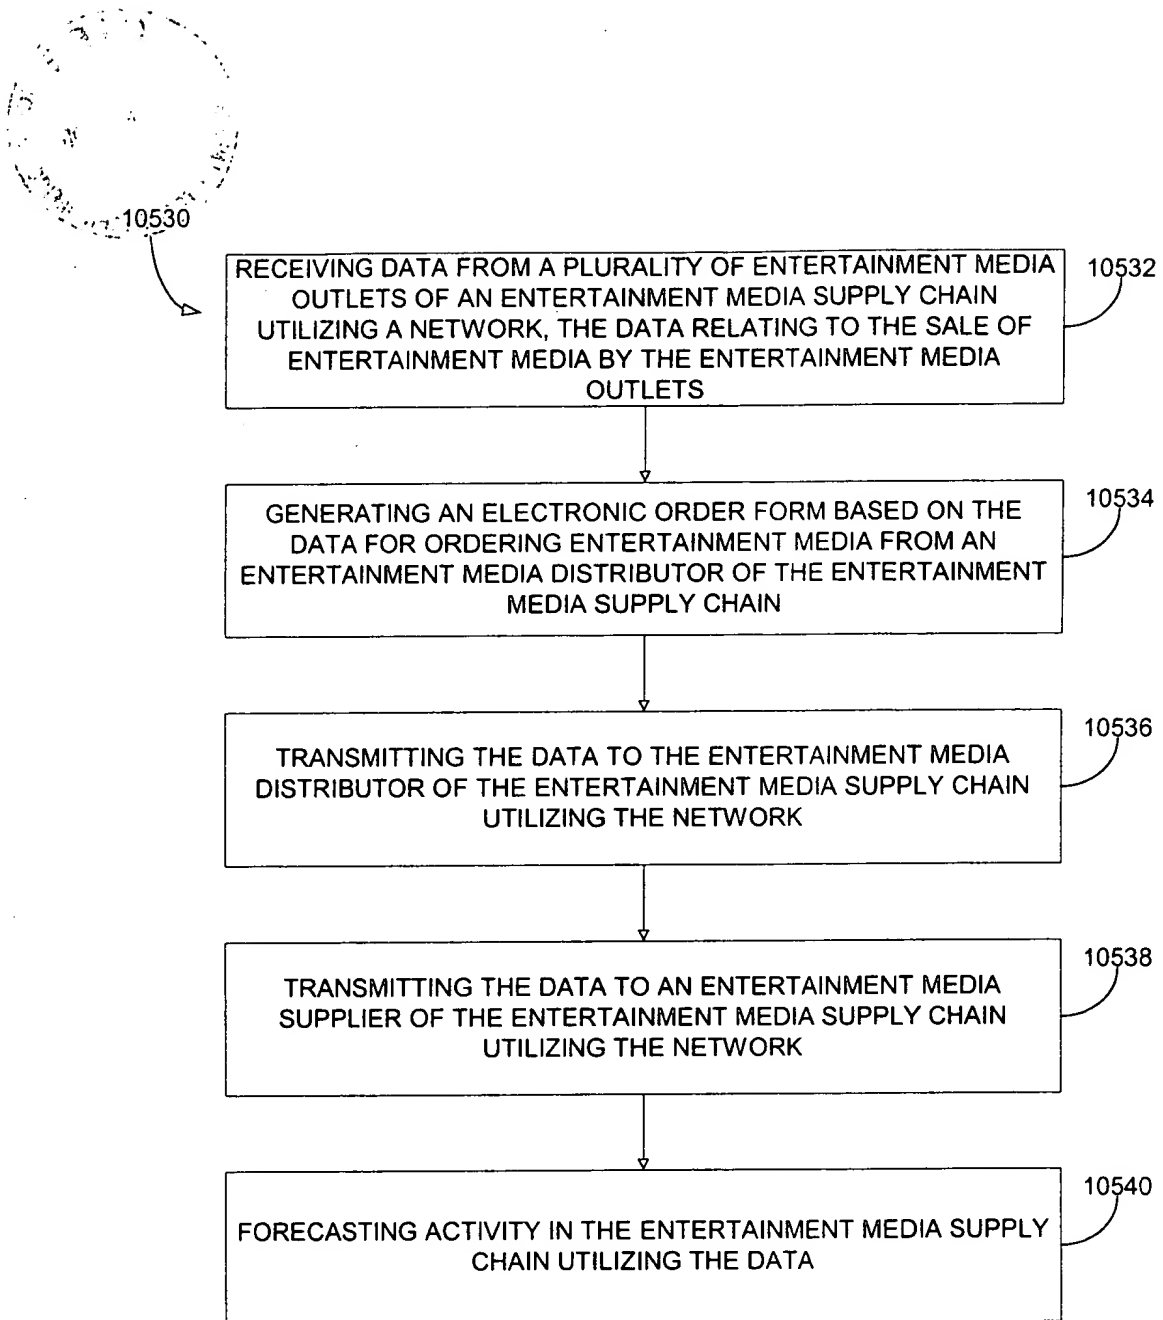 10530
RECEIVING DATA FROM A PLURALITY OF ENTERTAINMENT MEDIA
OUTLETS OF AN ENTERTAINMENT MEDIA SUPPLY CHAIN
UTILIZING A NETWORK, THE DATA RELATING TO THE SALE OF
ENTERTAINMENT MEDIA BY THE ENTERTAINMENT MEDIA
OUTLETS
10532
GENERATING AN ELECTRONIC ORDER FORM BASED ON THE
DATA FOR ORDERING ENTERTAINMENT MEDIA FROM AN
ENTERTAINMENT MEDIA DISTRIBUTOR OF THE ENTERTAINMENT
MEDIA SUPPLY CHAIN
10534
TRANSMITTING THE DATA TO THE ENTERTAINMENT MEDIA
DISTRIBUTOR OF THE ENTERTAINMENT MEDIA SUPPLY CHAIN
UTILIZING THE NETWORK
10536
TRANSMITTING THE DATA TO AN ENTERTAINMENT MEDIA
SUPPLIER OF THE ENTERTAINMENT MEDIA SUPPLY CHAIN
UTILIZING THE NETWORK
10538
FORECASTING ACTIVITY IN THE ENTERTAINMENT MEDIA SUPPLY
CHAIN UTILIZING THE DATA
10540